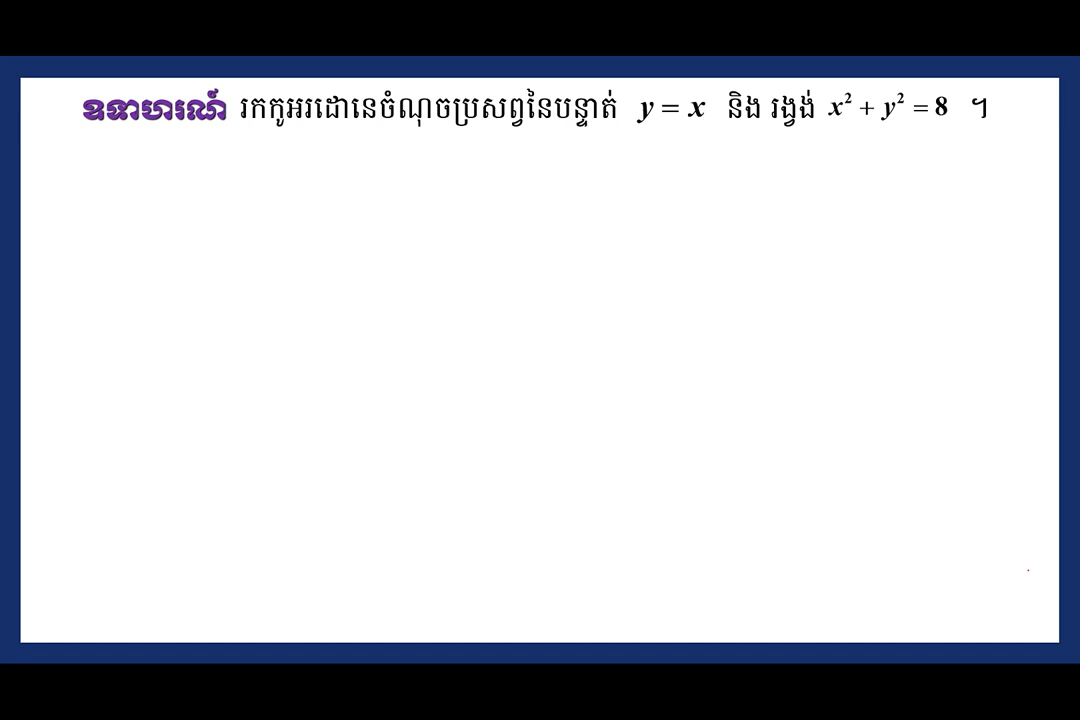 ឧទាហរណ៍ រកកូអរដោនេចំណុចប្រសព្វនៃបន្ទាត់ y = x និង រង្វង់ x² + y² = 8 ។